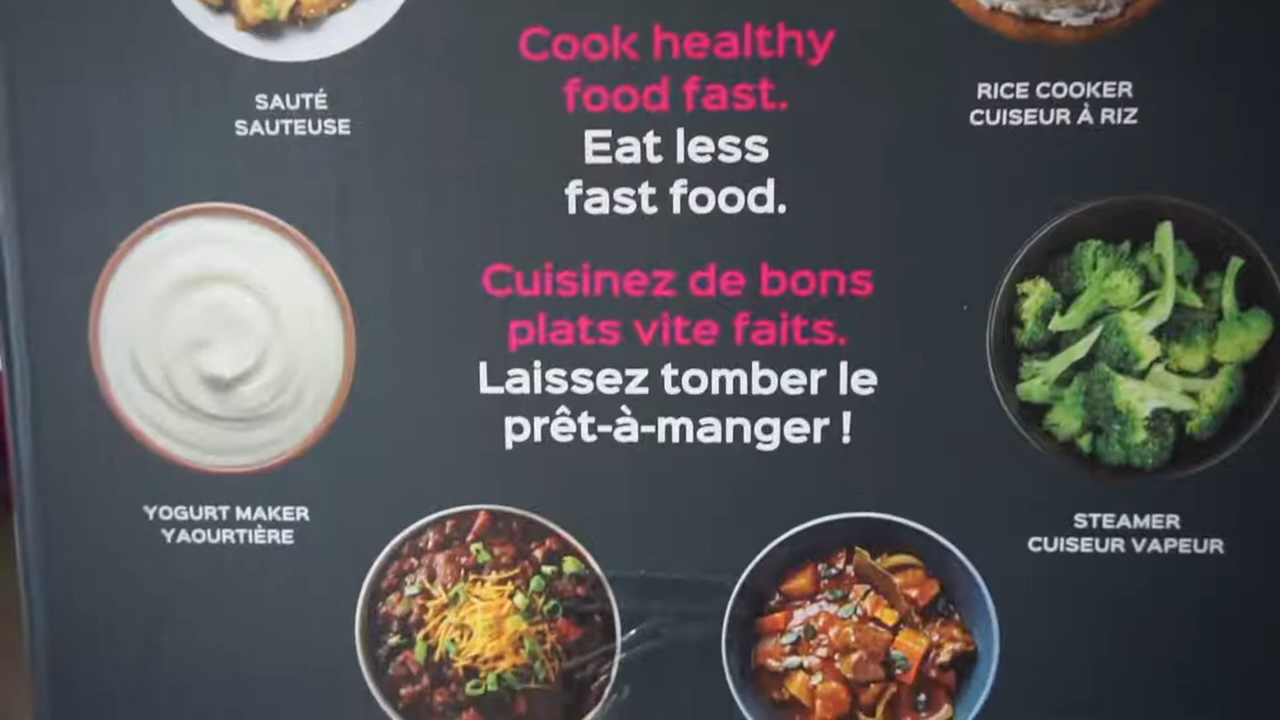 Cook healthy
food fast.
Eat less
fast food.
SAUTÉ
SAUTEUSE
RICE COOKER
CUISEUR À RIZ
Cuisinez de bons
plats vite faits.
Laissez tomber le
prêt-à-manger !
YOGURT MAKER
YAOURTIÈRE
STEAMER
CUISEUR VAPEUR